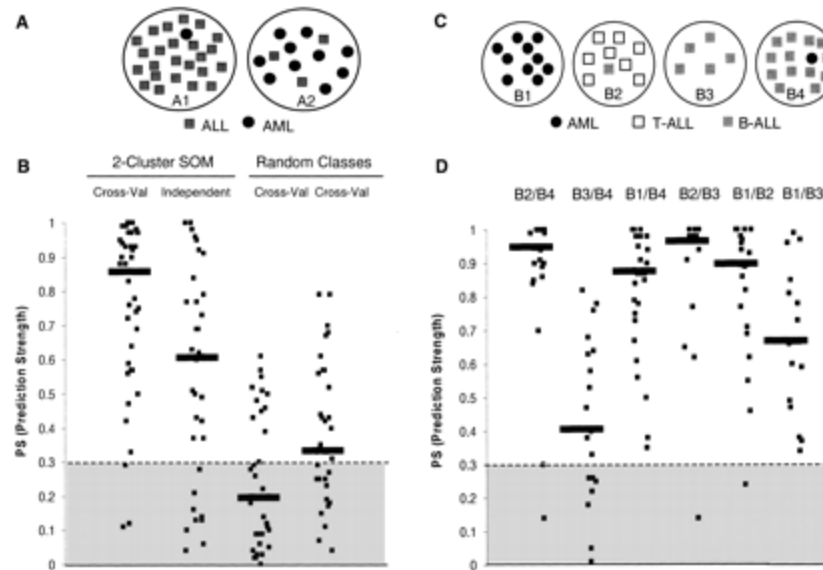 A
A1
A2
ALL AML
B
2-Cluster SOM Random Classes
Cross-Val Independent Cross-Val Cross-Val
PS (Prediction Strength)
1
0.9
0.8
0.7
0.6
0.5
0.4
0.3
0.2
0.1
0
C
B1
B2
B3
B4
AML T-ALL B-ALL
D
B2/B4 B3/B4 B1/B4 B2/B3 B1/B2 B1/B3
PS (Prediction Strength)
1
0.9
0.8
0.7
0.6
0.5
0.4
0.3
0.2
0.1
0